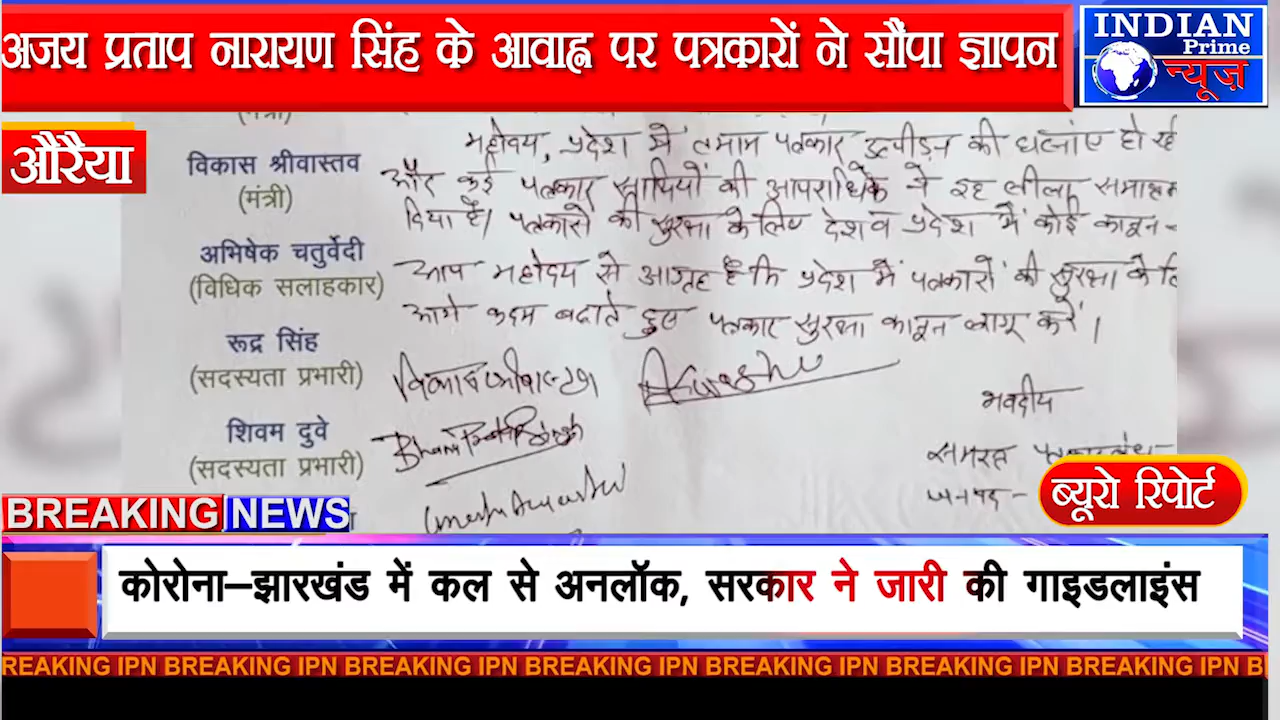 अजय प्रताप नारायण सिंह के आवाह्न पर पत्रकारों ने सौंपा ज्ञापन
INDIAN
Prime
न्यूज़
औरैया
(मंत्री)
विकास श्रीवास्तव
(मंत्री)
अभिषेक चतुर्वेदी
(विधिक सलाहकार)
रूद्र सिंह
(सदस्यता प्रभारी)
शिवम दुवे
(सदस्यता प्रभारी)
महोदय, प्रदेश में तमाम पत्रकार उत्पीड़न की घटनाएं हो रही
और कई पत्रकार साथियों की आपराधिक ने इह लीला समाप्त
दिया है। पत्रकारों की सुरक्षा के लिए देश व प्रदेश में कोई कानून
आप महोदय से आग्रह है कि प्रदेश में पत्रकारों की सुरक्षा के लि
आगे कदम बढाते हुए पत्रकार सुरक्षा कानून लागू करें।
विकास श्रीवास्तव
भवदीय
समस्त
जनपद -
ब्यूरो रिपोर्ट
BREAKING NEWS
कोरोना–झारखंड में कल से अनलॉक, सरकार ने जारी की गाइडलाइंस
REAKING IPN BREAKING IPN BREAKING IPN BREAKING IPN BREAKING IPN BREAKING IPN BREAKING IPN B